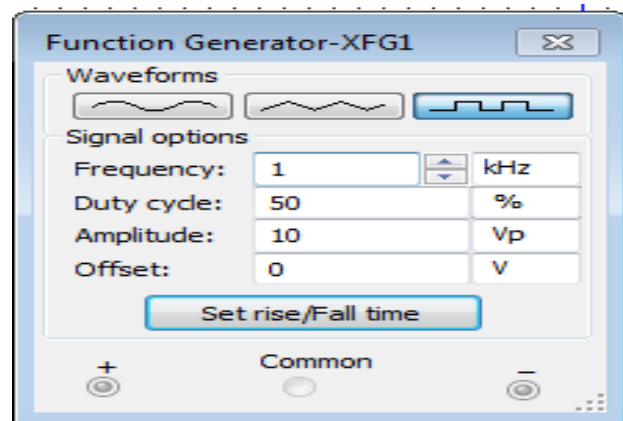 Function Generator-XFG1
Waveforms
Signal options
Frequency: 1 kHz
Duty cycle: 50 %
Amplitude: 10 Vp
Offset: 0 V
Set rise/Fall time
+ Common −